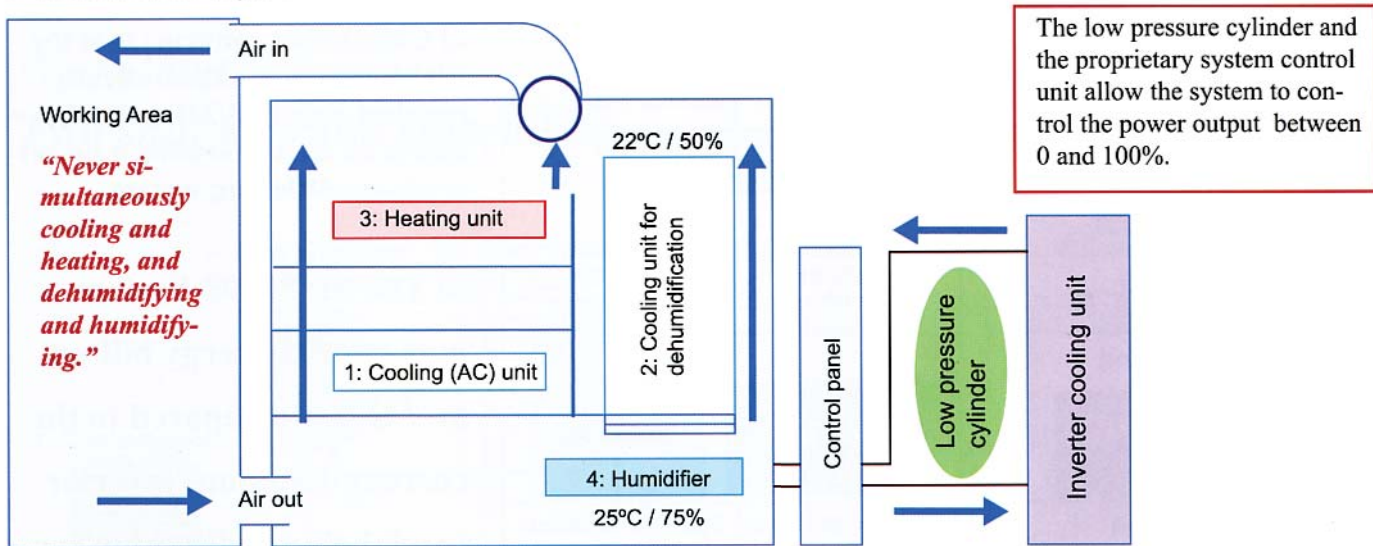 Air in
Working Area
“Never si-
multaneously
cooling and
heating, and
dehumidifying
and humidify-
ing.”
Air out
22ºC / 50%
3: Heating unit
1: Cooling (AC) unit
2: Cooling unit for
dehumidification
4: Humidifier
25ºC / 75%
Control panel
Low pressure
cylinder
Inverter cooling unit
The low pressure cylinder and
the proprietary system control
unit allow the system to con-
trol the power output between
0 and 100%.